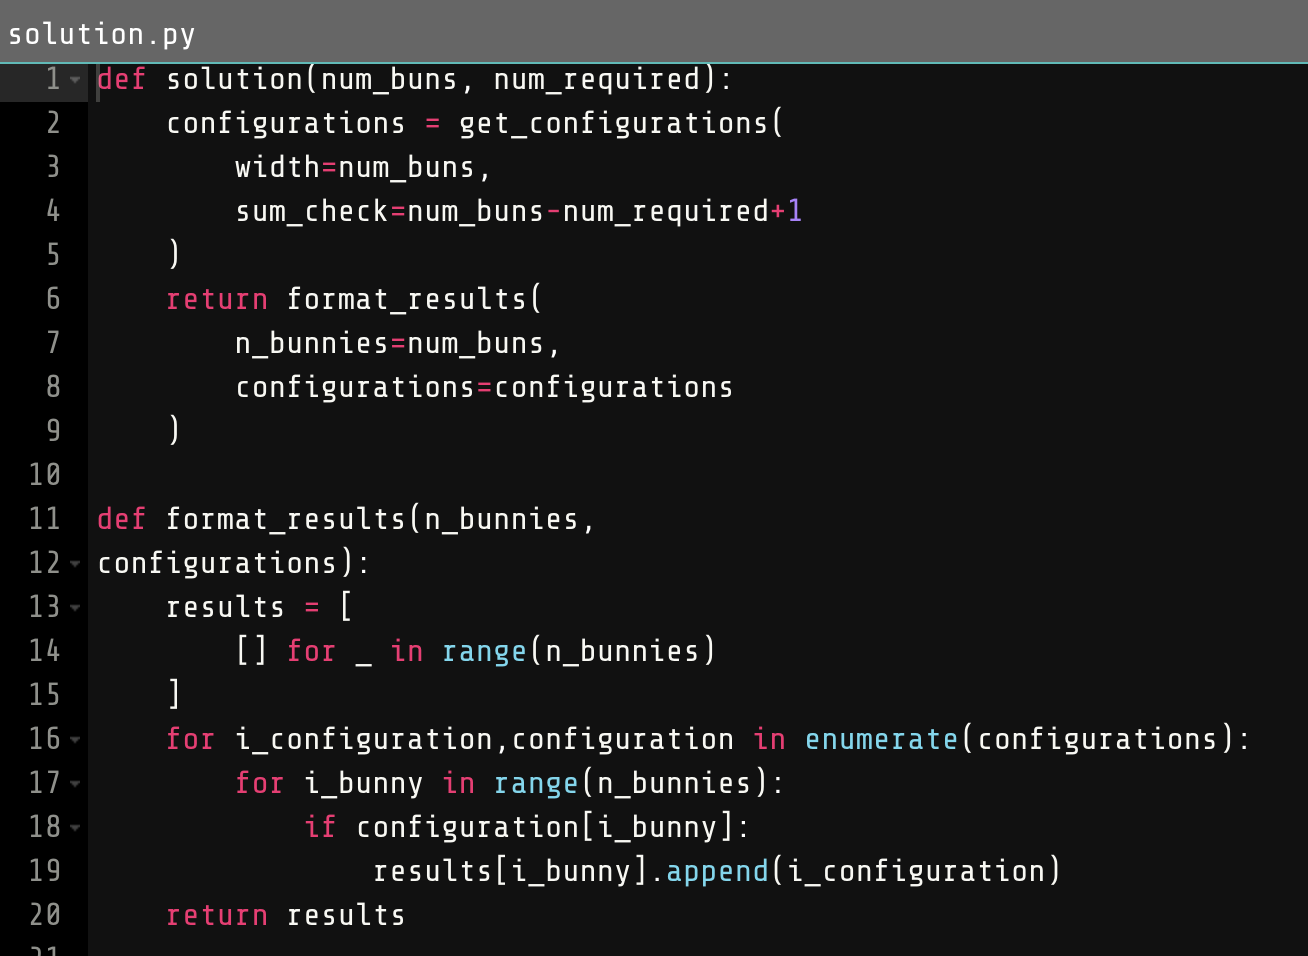 solution.py
1 def solution(num_buns, num_required):
2     configurations = get_configurations(
3         width=num_buns,
4         sum_check=num_buns-num_required+1
5     )
6     return format_results(
7         n_bunnies=num_buns,
8         configurations=configurations
9     )
10
11 def format_results(n_bunnies,
12 configurations):
13     results = [
14         [] for _ in range(n_bunnies)
15     ]
16     for i_configuration,configuration in enumerate(configurations):
17         for i_bunny in range(n_bunnies):
18             if configuration[i_bunny]:
19                 results[i_bunny].append(i_configuration)
20     return results
21